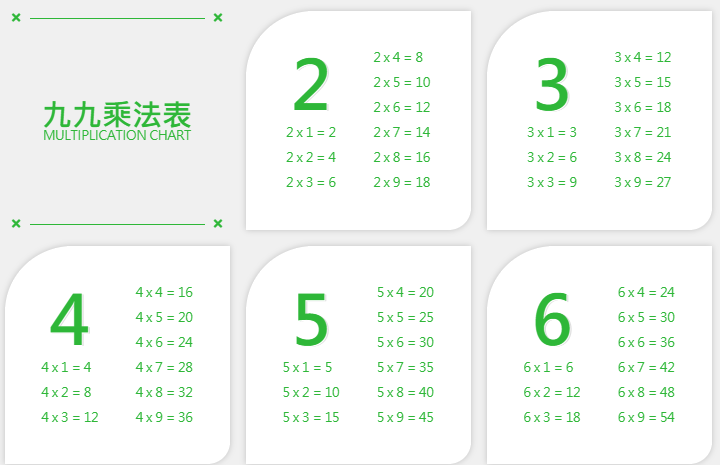 九九乘法表
MULTIPLICATION CHART
2
2 x 1 = 2
2 x 2 = 4
2 x 3 = 6
2 x 4 = 8
2 x 5 = 10
2 x 6 = 12
2 x 7 = 14
2 x 8 = 16
2 x 9 = 18
3
3 x 1 = 3
3 x 2 = 6
3 x 3 = 9
3 x 4 = 12
3 x 5 = 15
3 x 6 = 18
3 x 7 = 21
3 x 8 = 24
3 x 9 = 27
4
4 x 1 = 4
4 x 2 = 8
4 x 3 = 12
4 x 4 = 16
4 x 5 = 20
4 x 6 = 24
4 x 7 = 28
4 x 8 = 32
4 x 9 = 36
5
5 x 1 = 5
5 x 2 = 10
5 x 3 = 15
5 x 4 = 20
5 x 5 = 25
5 x 6 = 30
5 x 7 = 35
5 x 8 = 40
5 x 9 = 45
6
6 x 1 = 6
6 x 2 = 12
6 x 3 = 18
6 x 4 = 24
6 x 5 = 30
6 x 6 = 36
6 x 7 = 42
6 x 8 = 48
6 x 9 = 54